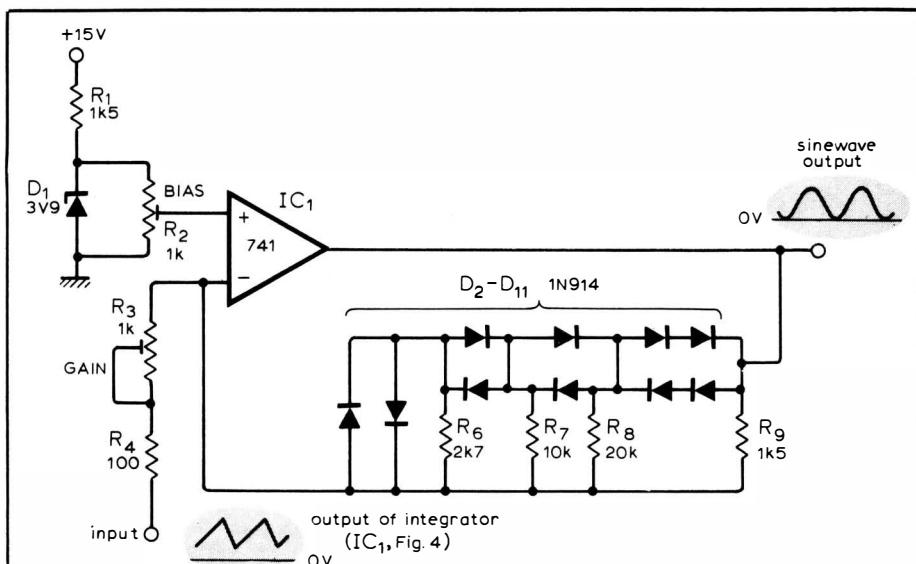 +15V
R1
1k5
D1
3V9
BIAS
R2
1k
IC1
+
741
−
sinewave
output
0V
R3
1k
GAIN
R4
100
input
D2−D11 1N914
R6
2k7
R7
10k
R8
20k
R9
1k5
output of integrator
(IC1, Fig. 4)
0V